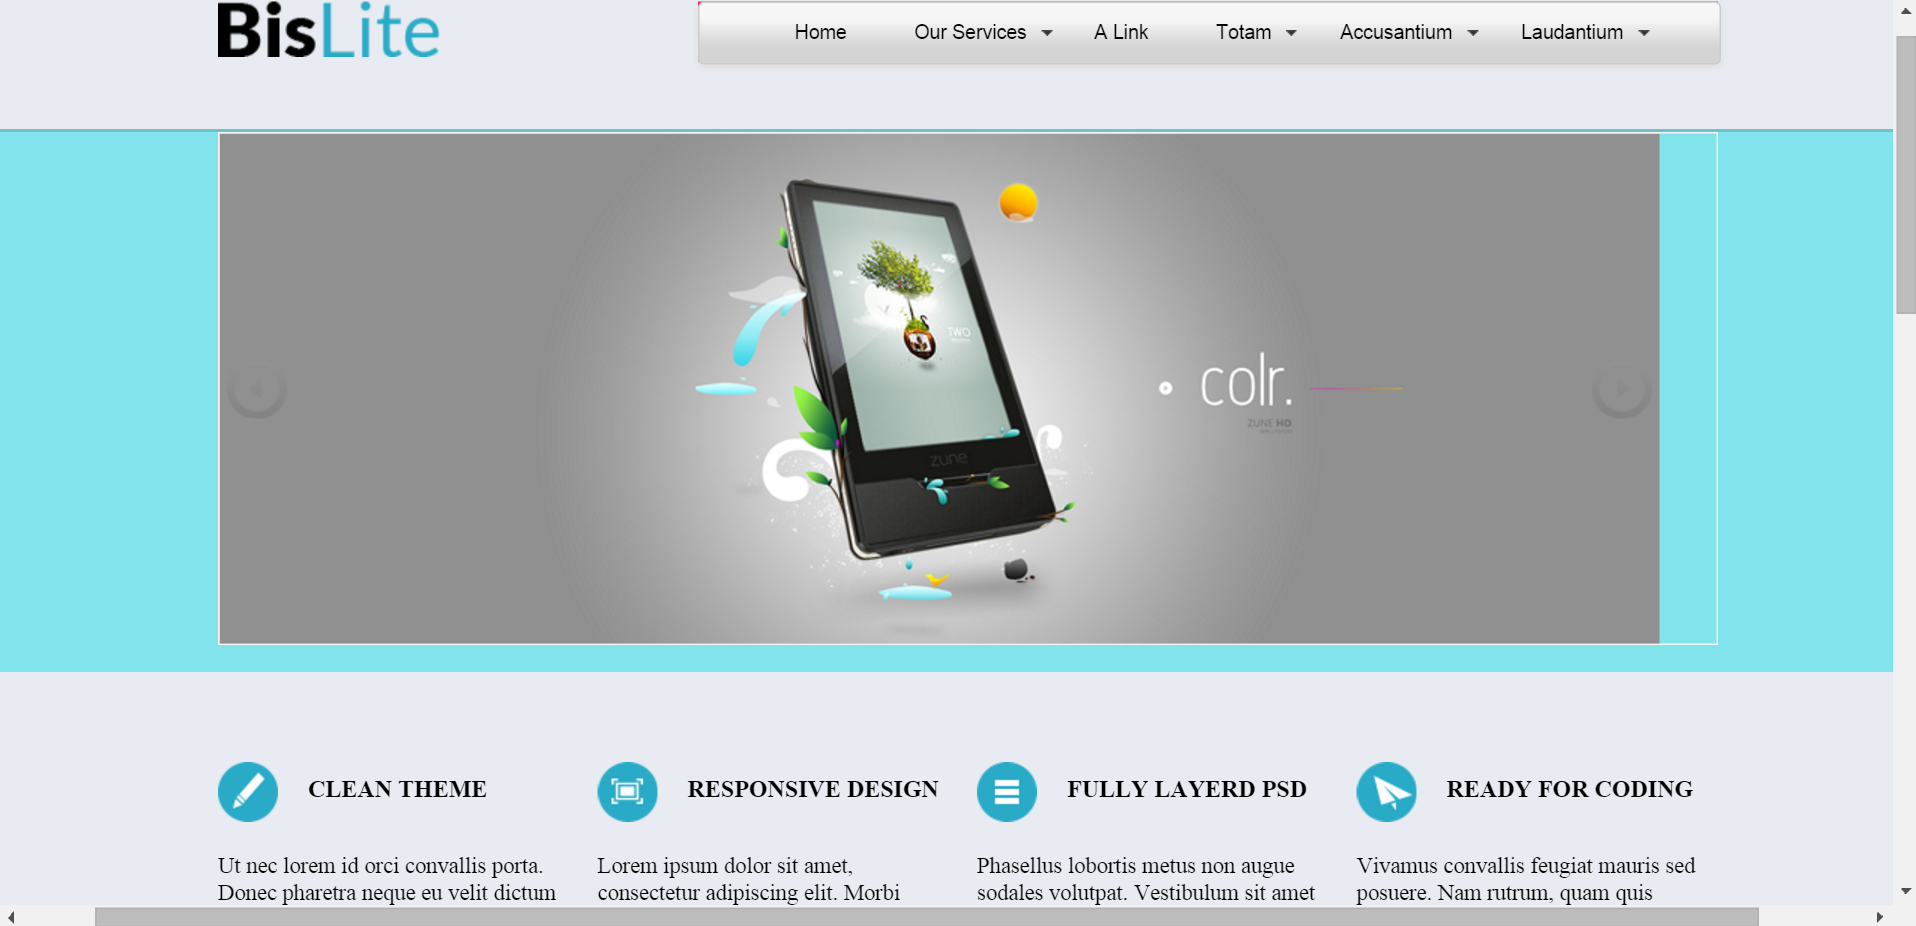 BisLite
Home Our Services A Link Totam Accusantium Laudantium
TWO
colr.
ZUNE HD
zune
CLEAN THEME
RESPONSIVE DESIGN
FULLY LAYERD PSD
READY FOR CODING
Ut nec lorem id orci convallis porta.
Donec pharetra neque eu velit dictum
Lorem ipsum dolor sit amet,
consectetur adipiscing elit. Morbi
Phasellus lobortis metus non augue
sodales volutpat. Vestibulum sit amet
Vivamus convallis feugiat mauris sed
posuere. Nam rutrum, quam quis